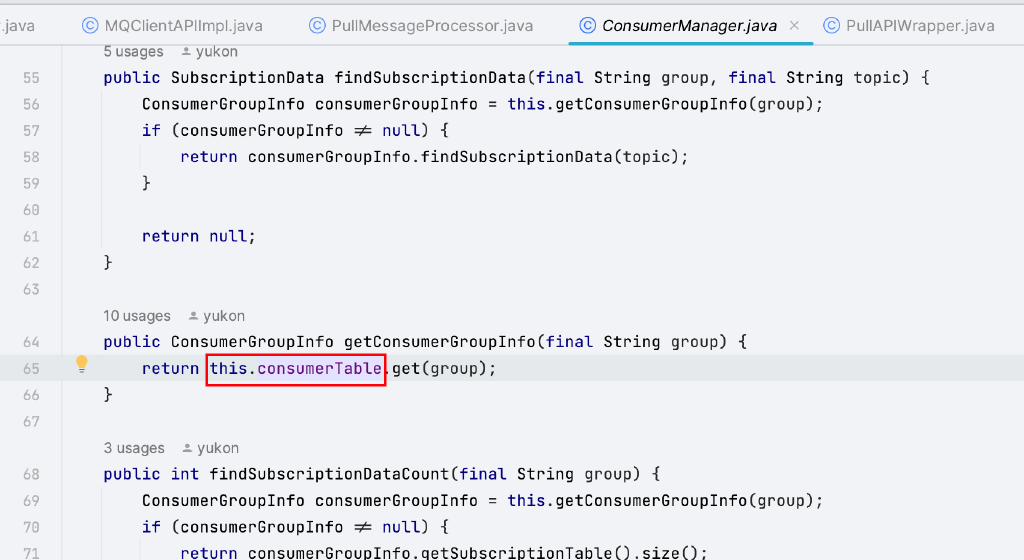 .java MQClientAPIImpl.java PullMessageProcessor.java ConsumerManager.java PullAPIWrapper.java
5 usages yukon
55 public SubscriptionData findSubscriptionData(final String group, final String topic) {
56 ConsumerGroupInfo consumerGroupInfo = this.getConsumerGroupInfo(group);
57 if (consumerGroupInfo ≠ null) {
58 return consumerGroupInfo.findSubscriptionData(topic);
59 }
60
61 return null;
62 }
63
10 usages yukon
64 public ConsumerGroupInfo getConsumerGroupInfo(final String group) {
65 return this.consumerTable.get(group);
66 }
67
3 usages yukon
68 public int findSubscriptionDataCount(final String group) {
69 ConsumerGroupInfo consumerGroupInfo = this.getConsumerGroupInfo(group);
70 if (consumerGroupInfo ≠ null) {
71 return consumerGroupInfo.getSubscriptionTable().size();